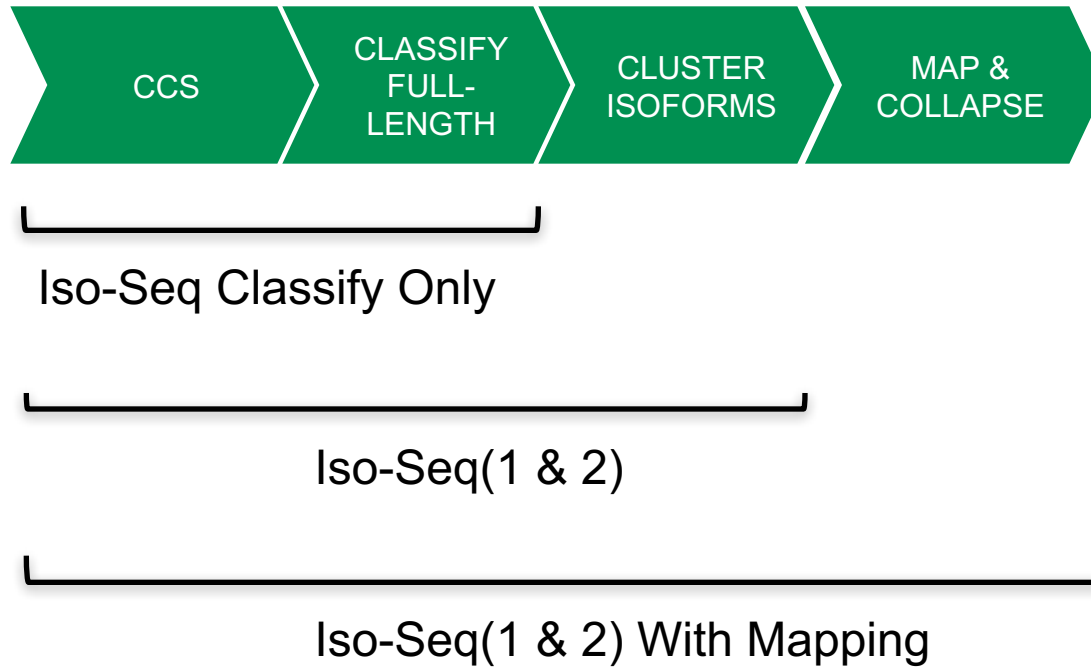 CCS
CLASSIFY
FULL-
LENGTH
CLUSTER
ISOFORMS
MAP &
COLLAPSE
Iso-Seq Classify Only
Iso-Seq(1 & 2)
Iso-Seq(1 & 2) With Mapping